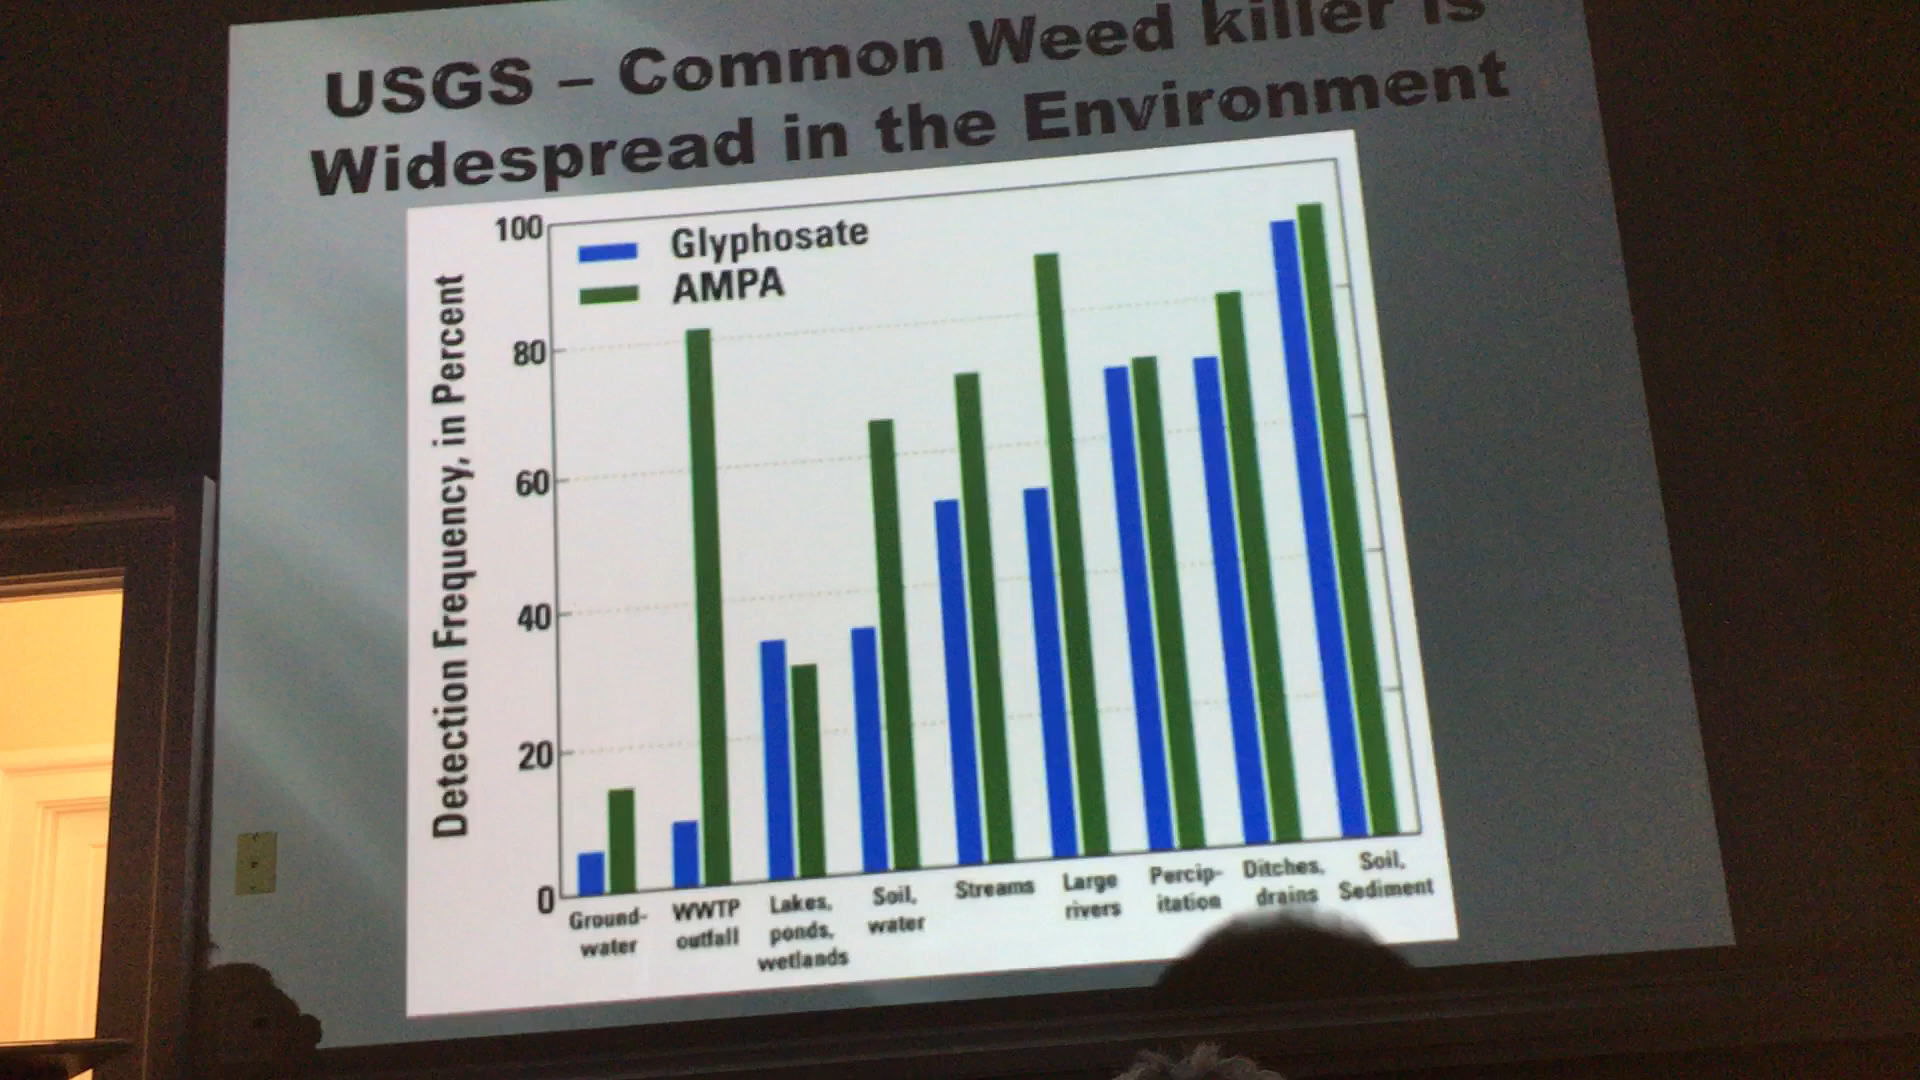 USGS – Common Weed killer is
Widespread in the Environment
Glyphosate
AMPA
Detection Frequency, in Percent
100
80
60
40
20
0
Ground-
water
WWTP
outfall
Lakes,
ponds,
wetlands
Soil,
water
Streams
Large
rivers
Percip-
itation
Ditches,
drains
Soil,
Sediment